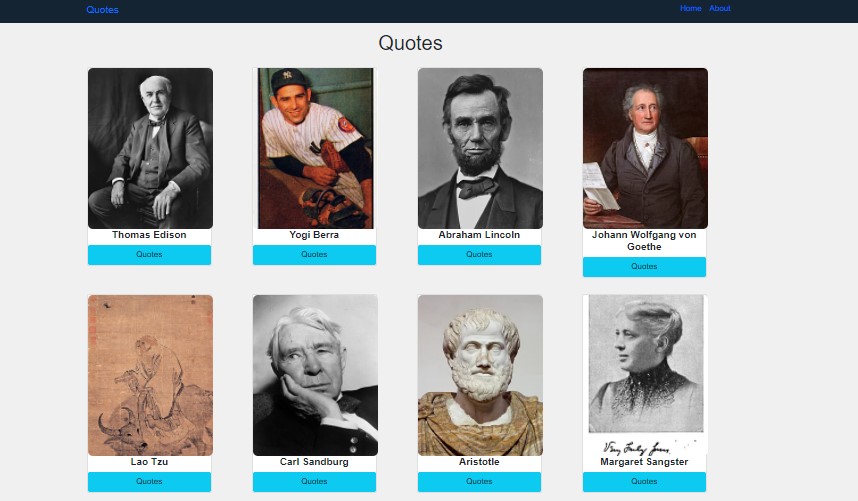 Quotes
Home About
Quotes
Thomas Edison
Yogi Berra
Abraham Lincoln
Johann Wolfgang von
Goethe
Quotes
Quotes
Quotes
Quotes
Very Truly Yours
Lao Tzu
Carl Sandburg
Aristotle
Margaret Sangster
Quotes
Quotes
Quotes
Quotes